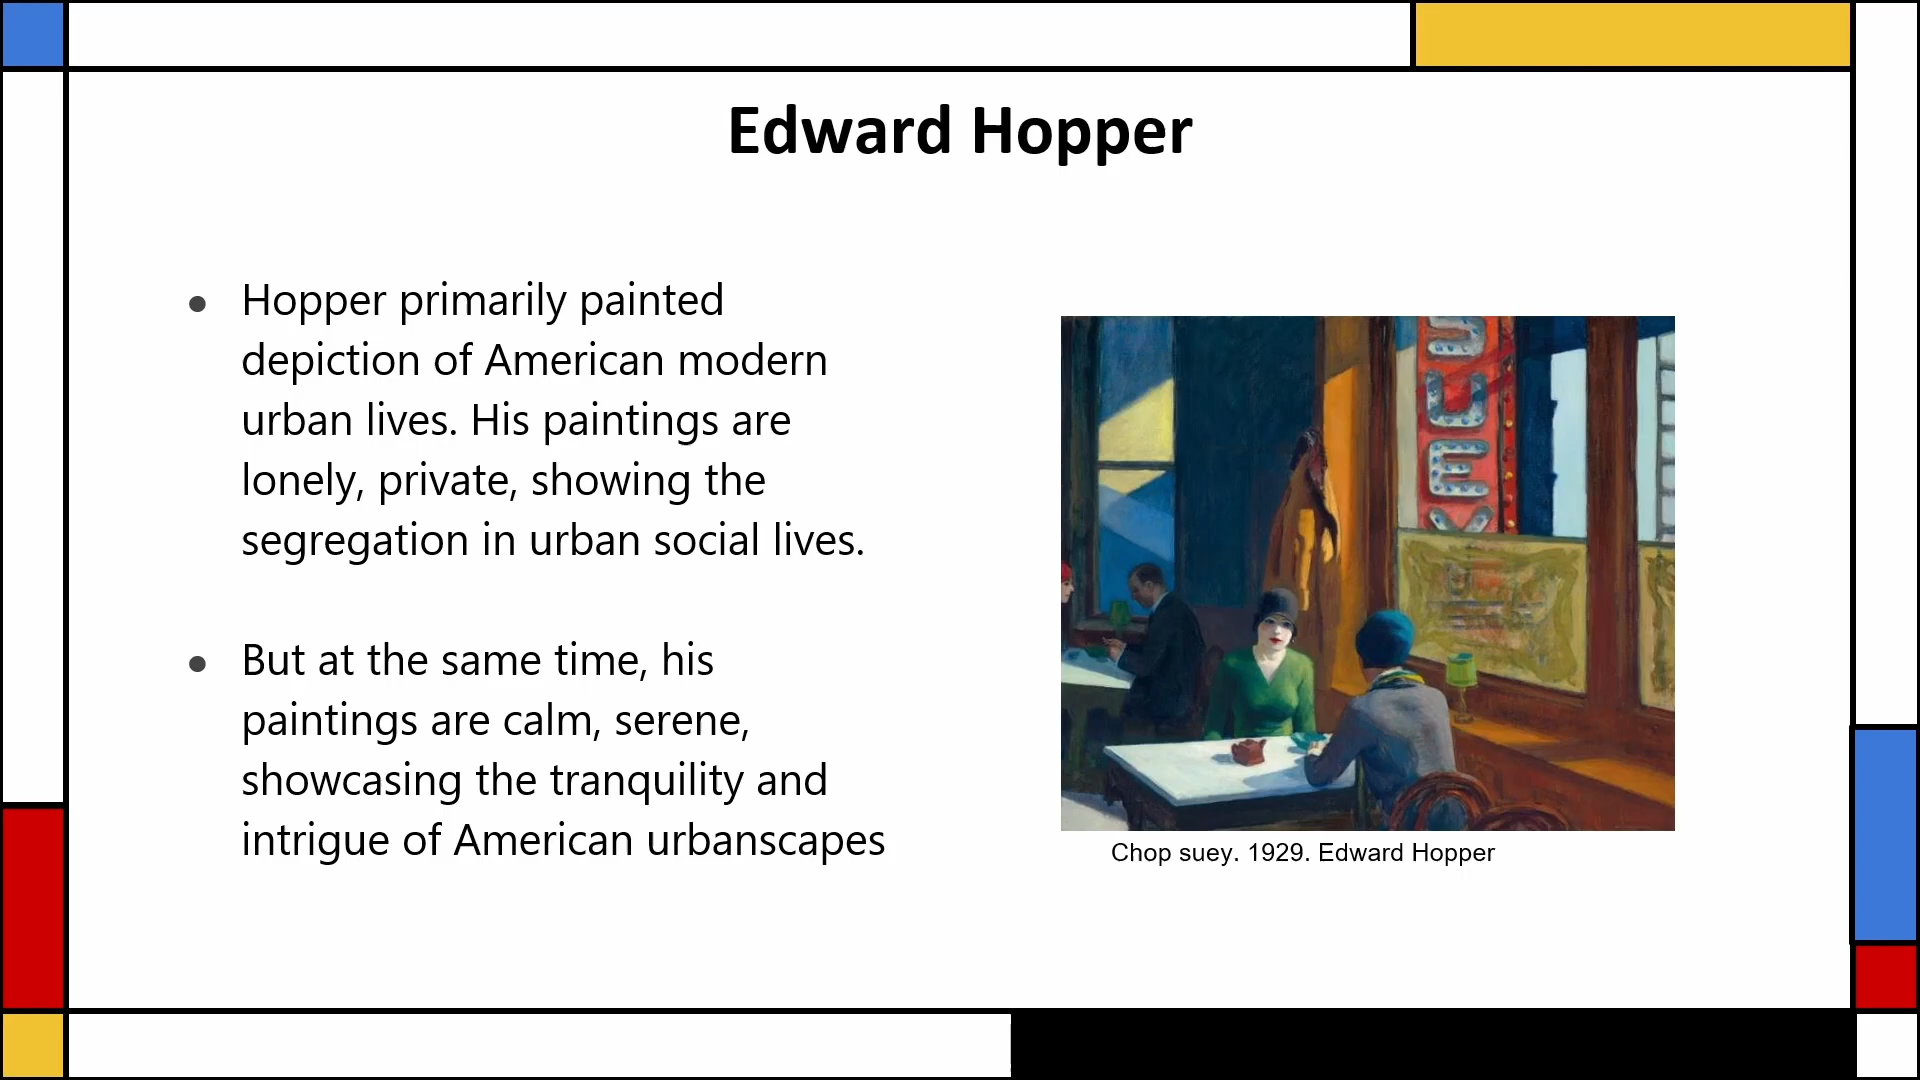 Edward Hopper
● Hopper primarily painted
depiction of American modern
urban lives. His paintings are
lonely, private, showing the
segregation in urban social lives.
● But at the same time, his
paintings are calm, serene,
showcasing the tranquility and
intrigue of American urbanscapes
SUEY
Chop suey. 1929. Edward Hopper